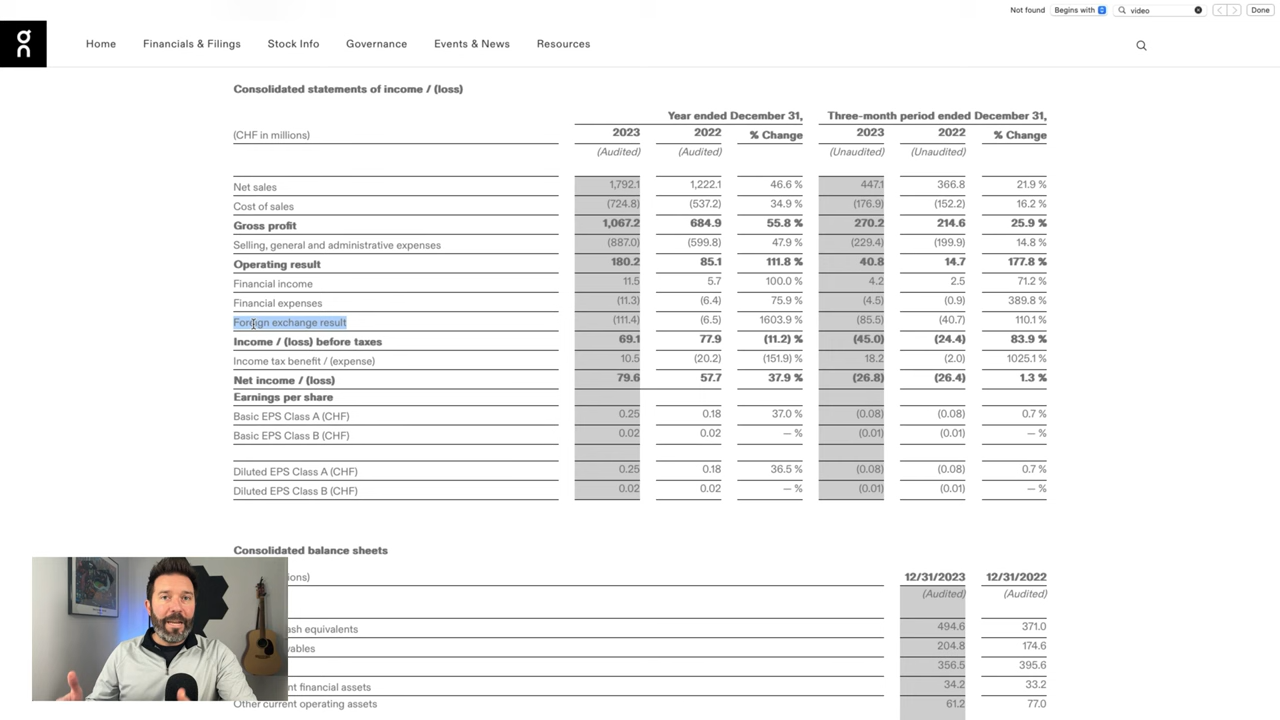 Not found Begins with video Done
on
Home Financials & Filings Stock Info Governance Events & News Resources
Consolidated statements of income / (loss)
Year ended December 31, Three-month period ended December 31,
(CHF in millions) 2023 2022 % Change 2023 2022 % Change
(Audited) (Audited) (Unaudited) (Unaudited)
Net sales 1,792.1 1,222.1 46.6 % 447.1 366.8 21.9 %
Cost of sales (724.8) (537.2) 34.9 % (176.9) (152.2) 16.2 %
Gross profit 1,067.2 684.9 55.8 % 270.2 214.6 25.9 %
Selling, general and administrative expenses (887.0) (599.8) 47.9 % (229.4) (199.9) 14.8 %
Operating result 180.2 85.1 111.8 % 40.8 14.7 177.8 %
Financial income 11.5 5.7 100.0 % 4.2 2.5 71.2 %
Financial expenses (11.3) (6.4) 75.9 % (4.5) (0.9) 389.8 %
Foreign exchange result (111.4) (6.5) 1603.9 % (85.5) (40.7) 110.1 %
Income / (loss) before taxes 69.1 77.9 (11.2) % (45.0) (24.4) 83.9 %
Income tax benefit / (expense) 10.5 (20.2) (151.9) % 18.2 (2.0) 1025.1 %
Net income / (loss) 79.6 57.7 37.9 % (26.8) (26.4) 1.3 %
Earnings per share
Basic EPS Class A (CHF) 0.25 0.18 37.0 % (0.08) (0.08) 0.7 %
Basic EPS Class B (CHF) 0.02 0.02 — % (0.01) (0.01) — %
Diluted EPS Class A (CHF) 0.25 0.18 36.5 % (0.08) (0.08) 0.7 %
Diluted EPS Class B (CHF) 0.02 0.02 — % (0.01) (0.01) — %
Consolidated balance sheets
12/31/2023 12/31/2022
(Audited) (Audited)
equivalents 494.6 371.0
204.8 174.6
356.5 395.6
financial assets 34.2 33.2
Other current operating assets 61.2 77.0